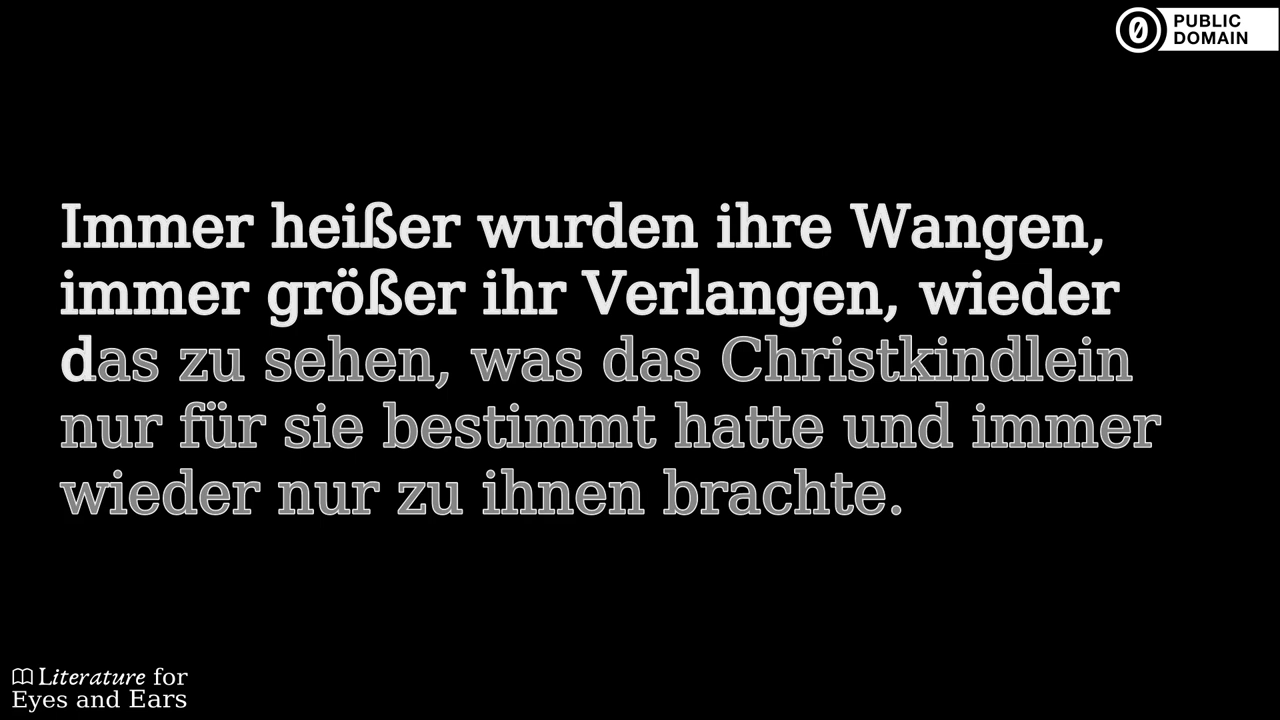 PUBLIC
DOMAIN
Immer heißer wurden ihre Wangen,
immer größer ihr Verlangen, wieder
das zu sehen, was das Christkindlein
nur für sie bestimmt hatte und immer
wieder nur zu ihnen brachte.
Literature for
Eyes and Ears